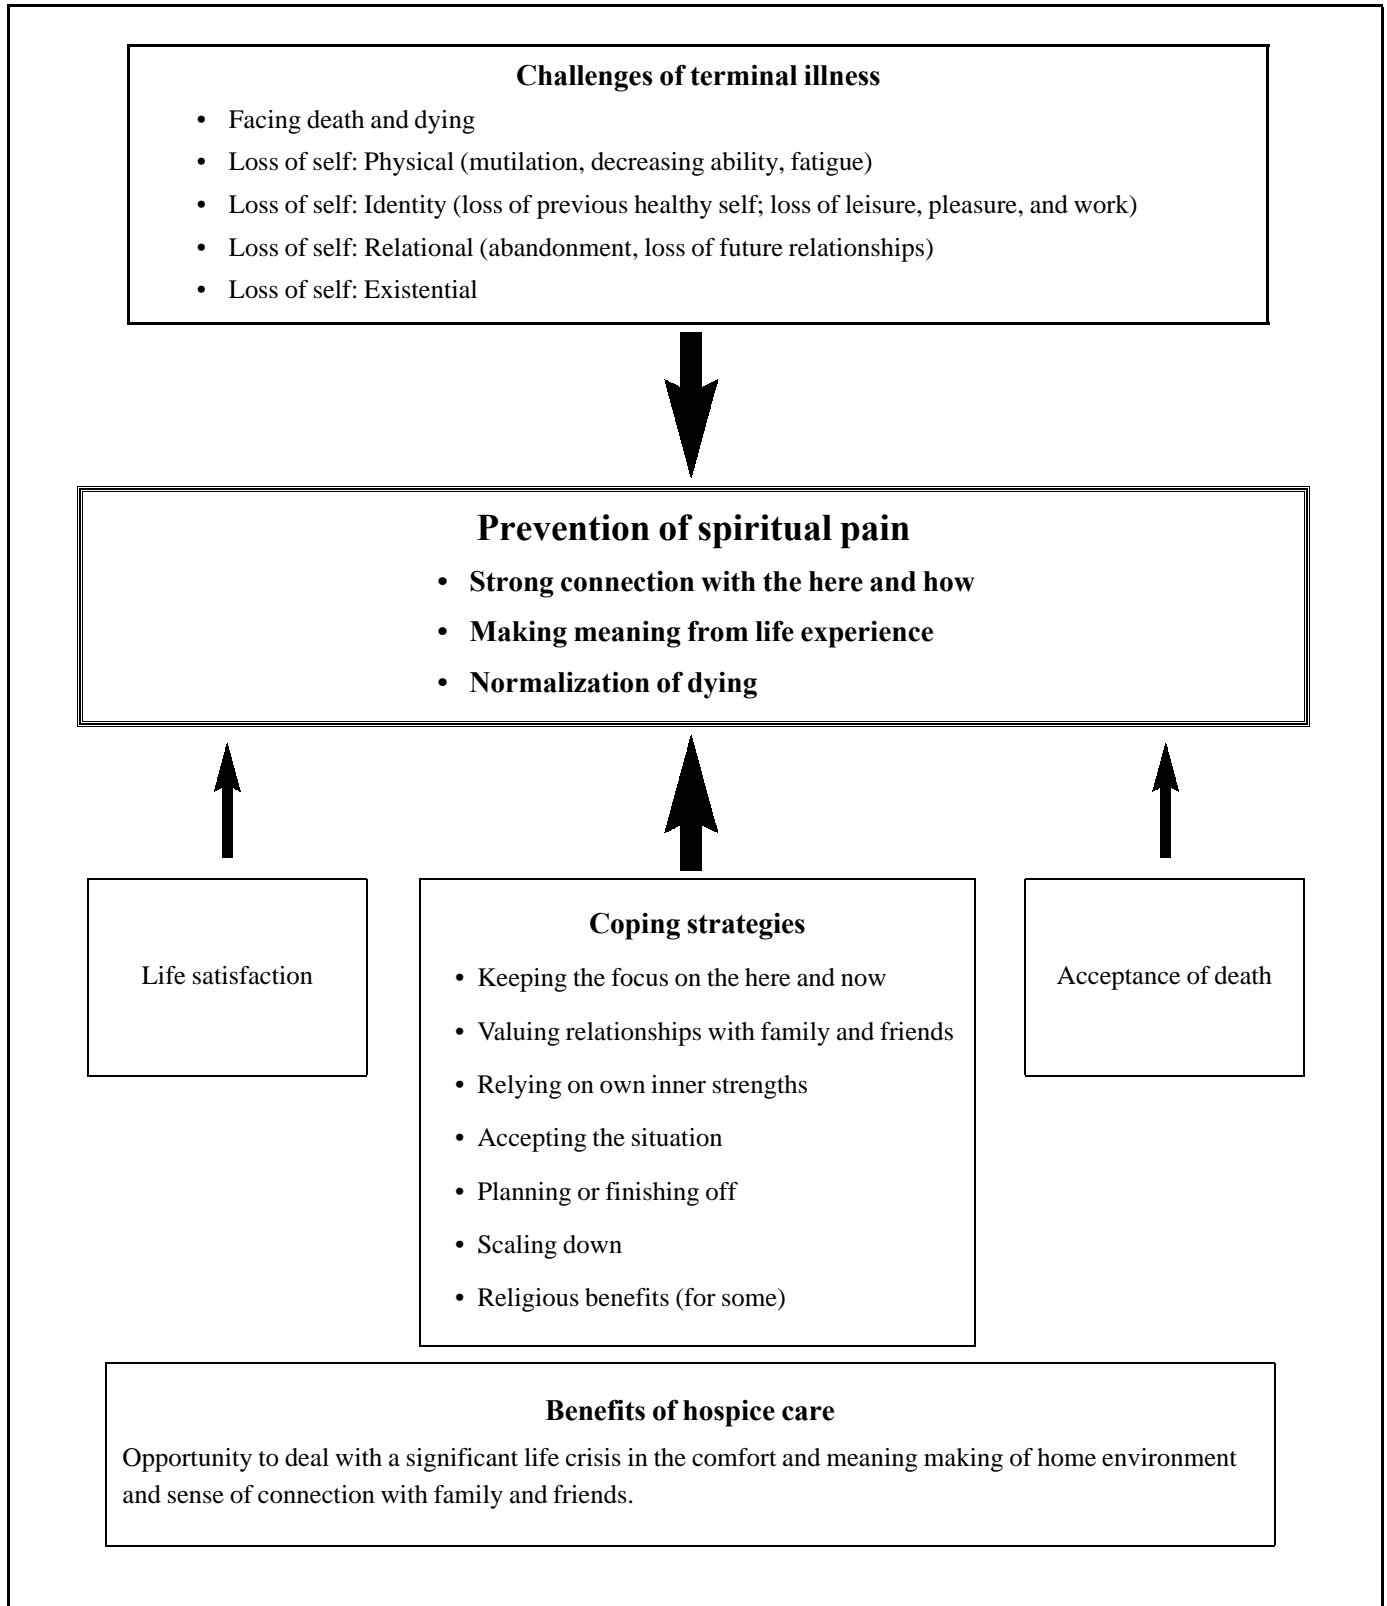 Challenges of terminal illness
• Facing death and dying
• Loss of self: Physical (mutilation, decreasing ability, fatigue)
• Loss of self: Identity (loss of previous healthy self; loss of leisure, pleasure, and work)
• Loss of self: Relational (abandonment, loss of future relationships)
• Loss of self: Existential
Prevention of spiritual pain
• Strong connection with the here and how
• Making meaning from life experience
• Normalization of dying
Life satisfaction
Coping strategies
• Keeping the focus on the here and now
• Valuing relationships with family and friends
• Relying on own inner strengths
• Accepting the situation
• Planning or finishing off
• Scaling down
• Religious benefits (for some)
Acceptance of death
Benefits of hospice care
Opportunity to deal with a significant life crisis in the comfort and meaning making of home environment
and sense of connection with family and friends.